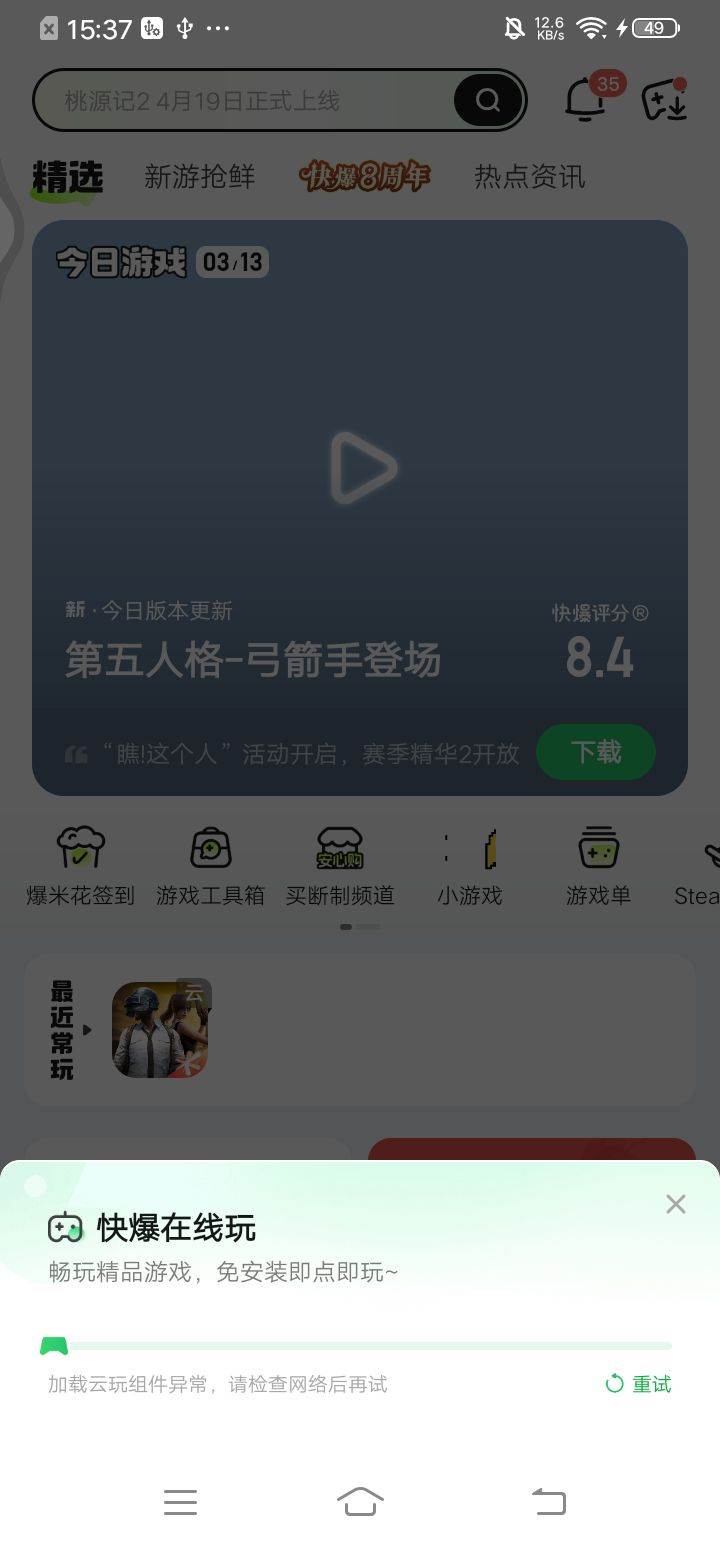 15:37
12.6
KB/s
49
桃源记2 4月19日正式上线
35
精选
新游抢鲜
快爆8周年
热点资讯
今日游戏
03/13
新·今日版本更新
快爆评分®
第五人格-弓箭手登场
8.4
“瞧!这个人”活动开启，赛季精华2开放
下载
安心购
爆米花签到
游戏工具箱
买断制频道
小游戏
游戏单
Stea
最近常玩
云
快爆在线玩
畅玩精品游戏，免安装即点即玩~
加载云玩组件异常，请检查网络后再试
重试